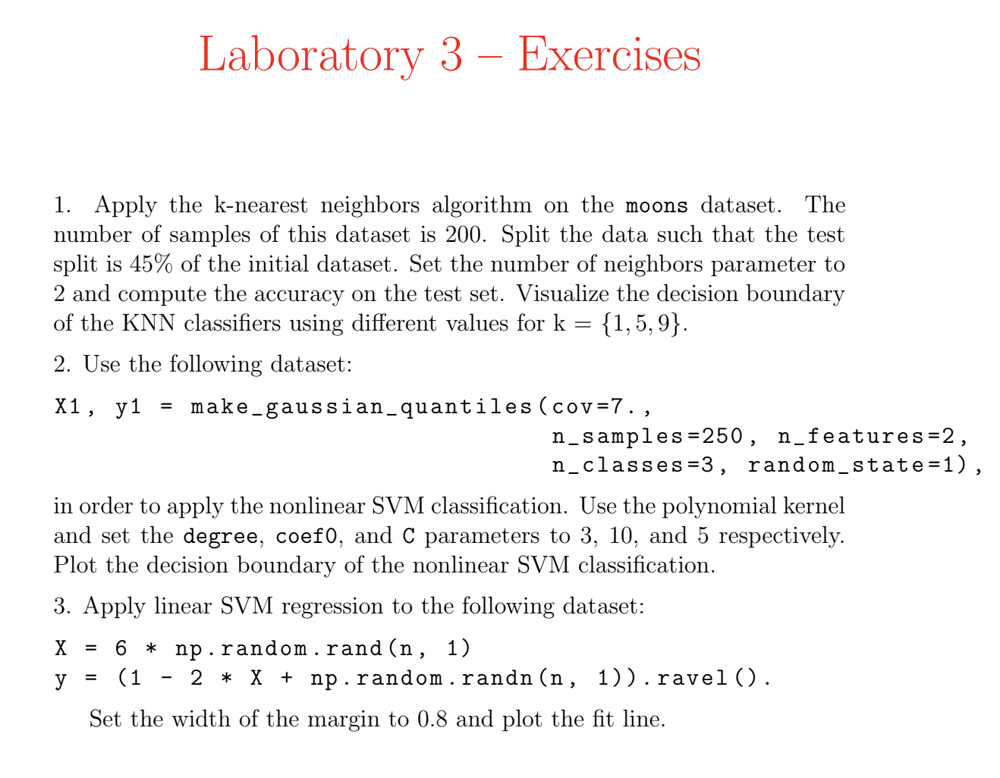 Laboratory 3 – Exercises
1. Apply the k-nearest neighbors algorithm on the moons dataset. The
number of samples of this dataset is 200. Split the data such that the test
split is 45% of the initial dataset. Set the number of neighbors parameter to
2 and compute the accuracy on the test set. Visualize the decision boundary
of the KNN classifiers using different values for k = {1, 5, 9}.
2. Use the following dataset:
X1, y1 = make_gaussian_quantiles(cov=7.,
n_samples=250, n_features=2,
n_classes=3, random_state=1),
in order to apply the nonlinear SVM classification. Use the polynomial kernel
and set the degree, coef0, and C parameters to 3, 10, and 5 respectively.
Plot the decision boundary of the nonlinear SVM classification.
3. Apply linear SVM regression to the following dataset:
X = 6 * np.random.rand(n, 1)
y = (1 - 2 * X + np.random.randn(n, 1)).ravel().
Set the width of the margin to 0.8 and plot the fit line.